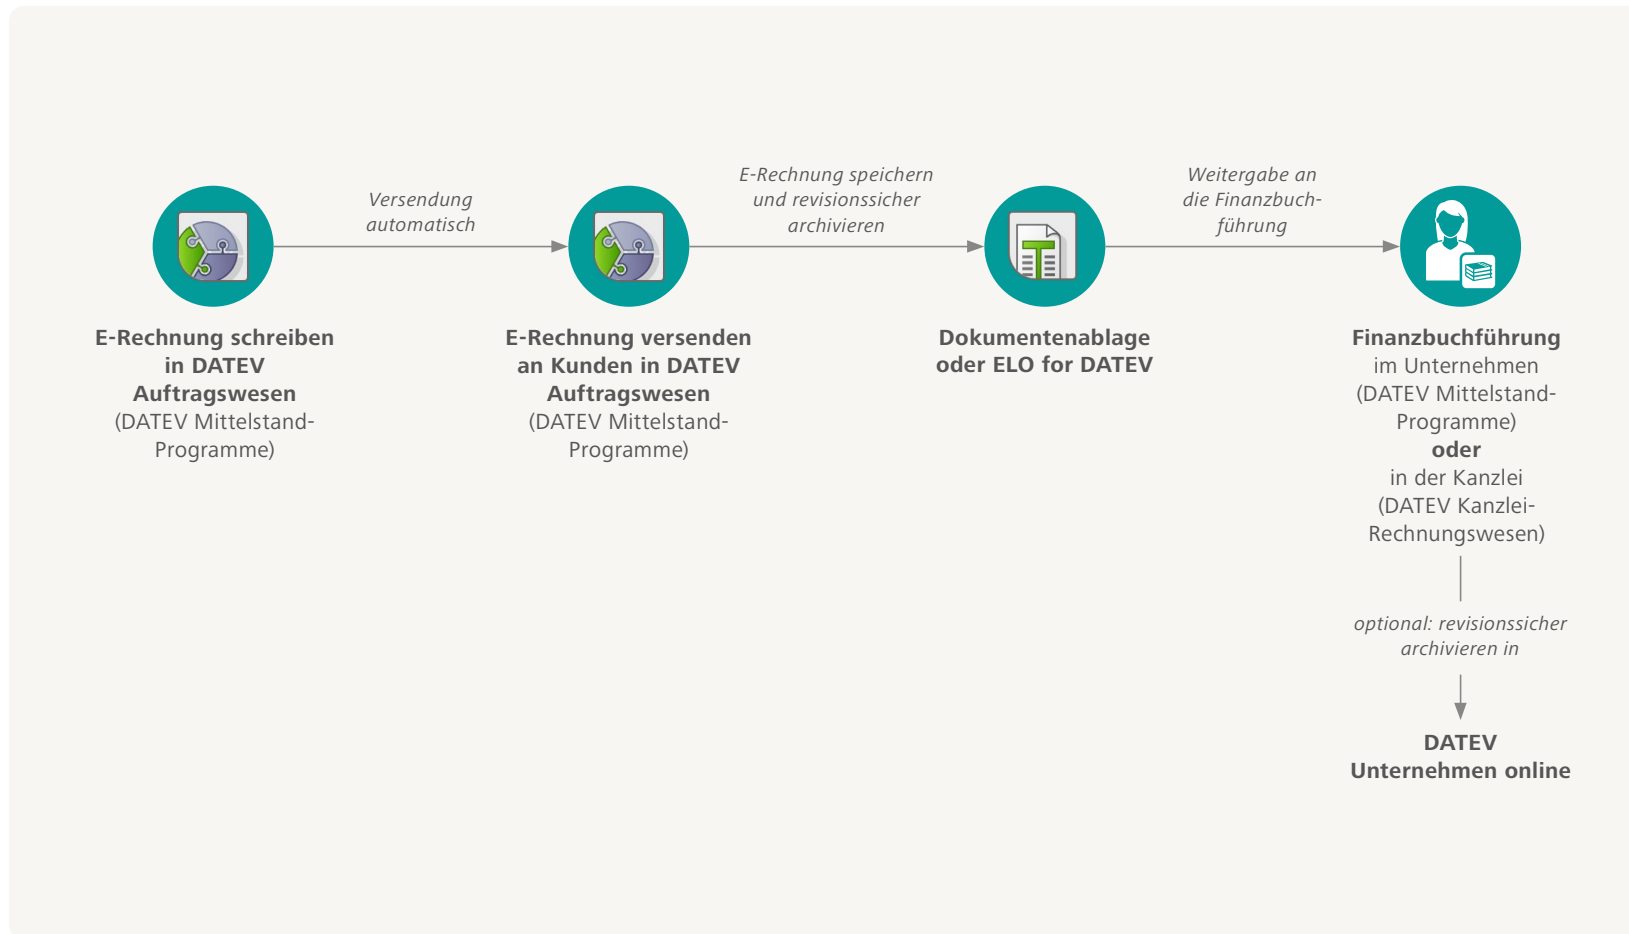 Versendung
automatisch
E-Rechnung speichern
und revisionssicher
archivieren
Weitergabe an
die Finanzbuch-
führung
E-Rechnung schreiben
in DATEV
Auftragswesen
(DATEV Mittelstand-
Programme)
E-Rechnung versenden
an Kunden in DATEV
Auftragswesen
(DATEV Mittelstand-
Programme)
Dokumentenablage
oder ELO for DATEV
Finanzbuchführung
im Unternehmen
(DATEV Mittelstand-
Programme)
oder
in der Kanzlei
(DATEV Kanzlei-
Rechnungswesen)
optional: revisionssicher
archivieren in
DATEV
Unternehmen online